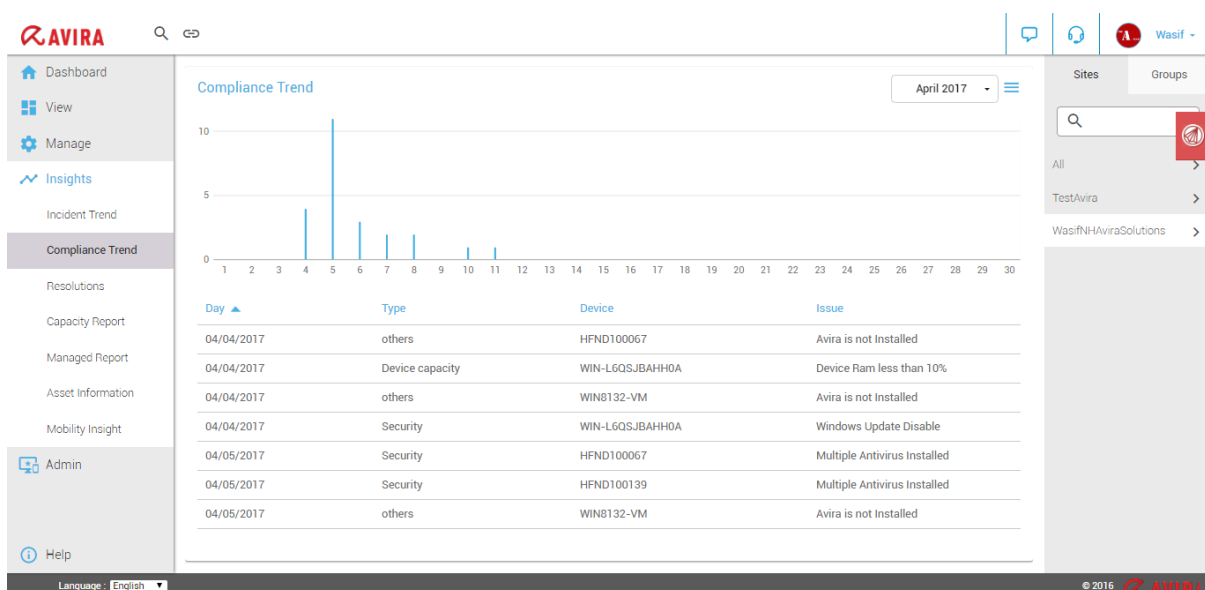 AVIRA
Wasif
Dashboard
View
Manage
Insights
Incident Trend
Compliance Trend
Resolutions
Capacity Report
Managed Report
Asset Information
Mobility Insight
Admin
Help
Compliance Trend
April 2017
10
5
0
1 2 3 4 5 6 7 8 9 10 11 12 13 14 15 16 17 18 19 20 21 22 23 24 25 26 27 28 29 30
Day Type Device Issue
04/04/2017 others HFND100067 Avira is not Installed
04/04/2017 Device capacity WIN-L6QSJBAHH0A Device Ram less than 10%
04/04/2017 others WIN8132-VM Avira is not Installed
04/04/2017 Security WIN-L6QSJBAHH0A Windows Update Disable
04/05/2017 Security HFND100067 Multiple Antivirus Installed
04/05/2017 Security HFND100139 Multiple Antivirus Installed
04/05/2017 others WIN8132-VM Avira is not Installed
Sites Groups
All
TestAvira
WasifNHAviraSolutions
Language : English
© 2016 AVIRA